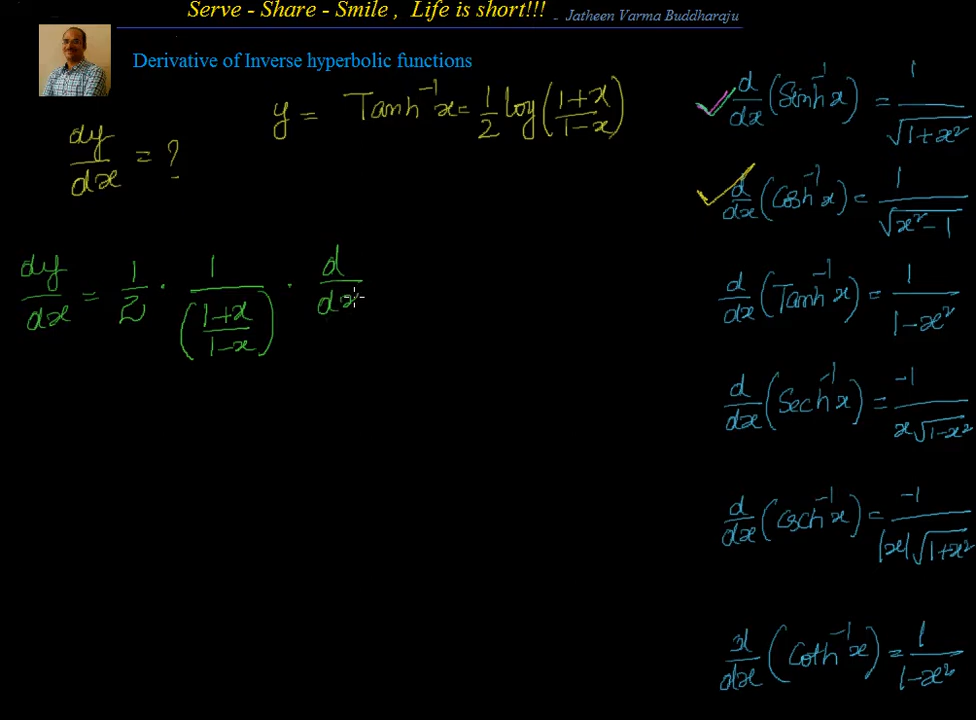 Serve - Share - Smile , Life is short!!! - Jatheen Varma Buddharaju
Derivative of Inverse hyperbolic functions
y = Tanh⁻¹x = 1/2 log((1+x)/(1-x))
dy/dx = ?
dy/dx = 1/2 · 1/((1+x)/(1-x)) · d/dx
d/dx (Sinh⁻¹x) = 1/√(1+x²)
d/dx (Cosh⁻¹x) = 1/√(x²-1)
d/dx (Tanh⁻¹x) = 1/(1-x²)
d/dx (Sech⁻¹x) = -1/(x√(1-x²))
d/dx (Csch⁻¹x) = -1/(|x|√(1+x²))
d/dx (Coth⁻¹x) = 1/(1-x²)